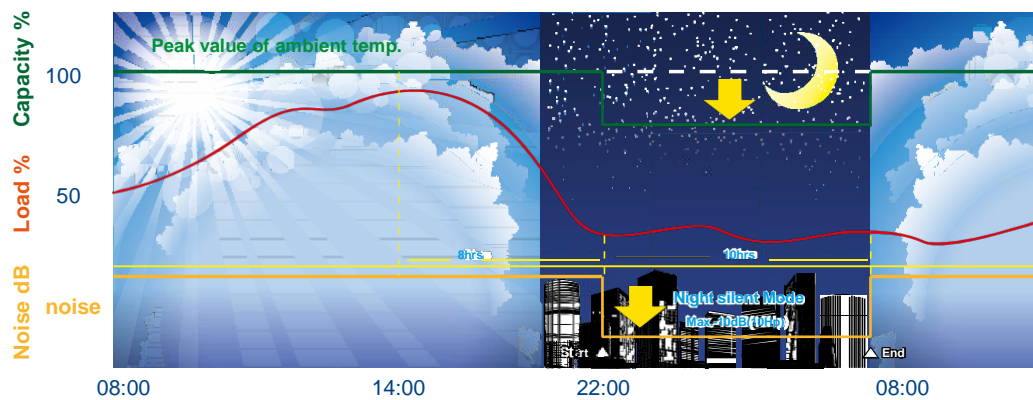 Capacity %
Load %
Noise dB
Peak value of ambient temp.
100
50
noise
8hrs
10hrs
Night silent Mode
Max.-10dB(10Hp)
Start
End
08:00
14:00
22:00
08:00